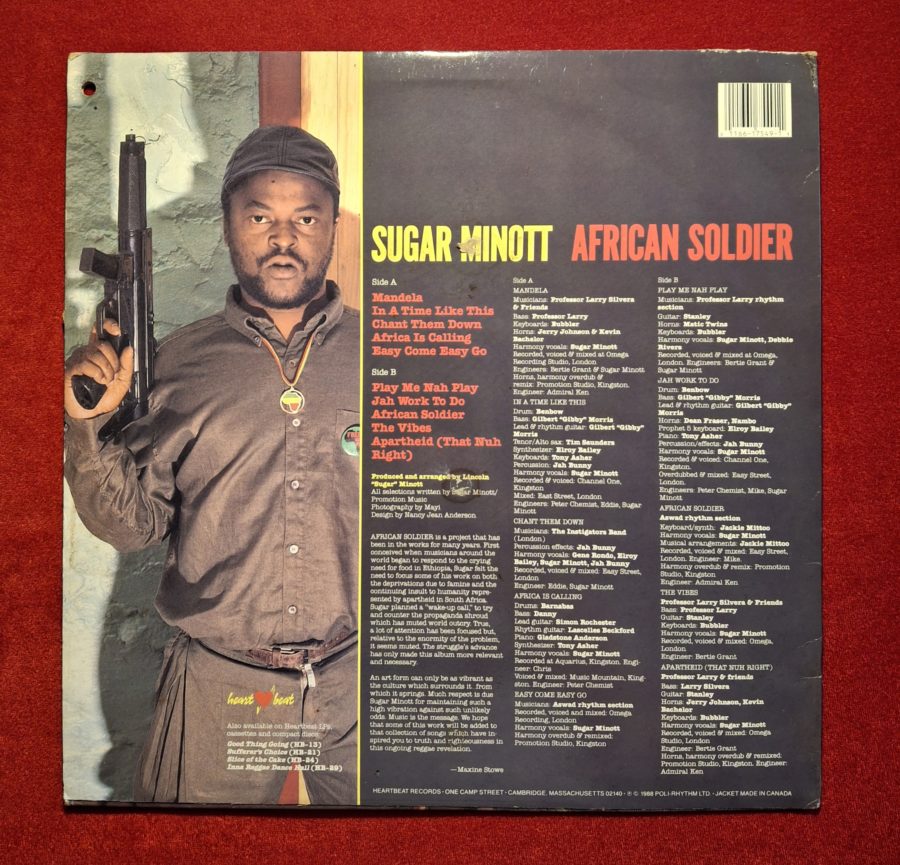 0 11661-7549-1 4
SUGAR MINOTT AFRICAN SOLDIER
Side A
Mandela
In A Time Like This
Chant Them Down
Africa Is Calling
Easy Come Easy Go
Side B
Play Me Nah Play
Jah Work To Do
African Soldier
The Vibes
Apartheid (That Nuh
Right)
Produced and arranged by Lincoln
"Sugar" Minott
All selections written by Sugar Minott/
Promotion Music
Photography by Mayi
Design by Nancy Jean Anderson
AFRICAN SOLDIER is a project that has
been in the works for many years. First
conceived when musicians around the
world began to respond to the crying
need for food in Ethiopia, Sugar felt the
need to focus some of his work on both
the deprivations due to famine and the
continuing insult to humanity repre-
sented by apartheid in South Africa.
Sugar planned a "wake-up call," to try
and counter the propaganda shroud
which has muted world outcry. True,
a lot of attention has been focused but,
relative to the enormity of the problem,
it seems muted. The struggle's advance
has only made this album more relevant
and necessary.
An art form can only be as vibrant as
the culture which surrounds it...from
which it springs. Much respect is due
Sugar Minott for maintaining such a
high vibration against such unlikely
odds. Music is the message. We hope
that some of this work will be added to
that collection of songs which have in-
spired you to truth and righteousness in
this ongoing reggae revelation.
—Maxine Stowe
Side A
MANDELA
Musicians: Professor Larry Silvera
& Friends
Bass: Professor Larry
Keyboards: Bubbler
Horns: Jerry Johnson & Kevin
Bachelor
Harmony vocals: Sugar Minott
Recorded, voiced & mixed at Omega
Recording Studio, London
Engineers: Bertie Grant & Sugar Minott
Horns, harmony overdub &
remix: Promotion Studio, Kingston.
Engineer: Admiral Ken
IN A TIME LIKE THIS
Drum: Benbow
Bass: Gilbert "Gibby" Morris
Lead & rhythm guitar: Gilbert "Gibby"
Morris
Tenor/Alto sax: Tim Saunders
Synthesizer: Elroy Bailey
Keyboards: Tony Asher
Percussion: Jah Bunny
Harmony vocals: Sugar Minott
Recorded & voiced: Channel One,
Kingston
Mixed: East Street, London
Engineers: Peter Chemist, Eddie, Sugar
Minott
CHANT THEM DOWN
Musicians: The Instigators Band
(London)
Percussion effects: Jah Bunny
Harmony vocals: Gene Rondo, Elroy
Bailey, Sugar Minott, Jah Bunny
Recorded, voiced & mixed: Easy Street,
London
Engineer: Eddie, Sugar Minott
AFRICA IS CALLING
Drums: Barnabas
Bass: Danny
Lead guitar: Simon Rochester
Rhythm guitar: Lascelles Beckford
Piano: Gladstone Anderson
Synthesizer: Tony Asher
Harmony vocals: Sugar Minott
Recorded at Aquarius, Kingston. Engi-
neer: Chris
Voiced & mixed: Music Mountain, King-
ston. Engineer: Peter Chemist
EASY COME EASY GO
Musicians: Aswad rhythm section
Recorded, voiced and mixed: Omega
Recording, London
Harmony vocals: Sugar Minott
Harmony overdub & remixed:
Promotion Studio, Kingston
Side B
PLAY ME NAH PLAY
Musicians: Professor Larry rhythm
section
Guitar: Stanley
Horns: Matic Twins
Keyboards: Bubbler
Harmony vocals: Sugar Minott, Debbie
Rivers
Recorded, voiced & mixed at Omega,
London. Engineers: Bertie Grant &
Sugar Minott
JAH WORK TO DO
Drum: Benbow
Bass: Gilbert "Gibby" Morris
Lead & rhythm guitar: Gilbert "Gibby"
Morris
Horns: Dean Fraser, Nambo
Prophet 5 keyboard: Elroy Bailey
Piano: Tony Asher
Percussion/effects: Jah Bunny
Harmony vocals: Sugar Minott
Recorded & voiced: Channel One,
Kingston.
Overdubbed & mixed: Easy Street,
London.
Engineers: Peter Chemist, Mike, Sugar
Minott
AFRICAN SOLDIER
Aswad rhythm section
Keyboard/synth: Jackie Mittoo
Harmony vocals: Sugar Minott
Musical arrangements: Jackie Mittoo
Recorded, voiced & mixed: Easy Street,
London. Engineer: Mike
Harmony overdub & remix: Promotion
Studio, Kingston
Engineer: Admiral Ken
THE VIBES
Professor Larry Silvera & Friends
Bass: Professor Larry
Guitar: Stanley
Keyboards: Bubbler
Harmony vocals: Sugar Minott
Recorded, voiced & mixed: Omega,
London.
Engineer: Bertie Grant
APARTHEID (THAT NUH RIGHT)
Professor Larry & friends
Bass: Larry Silvera
Guitar: Stanley
Horns: Jerry Johnson, Kevin
Bachelor
Keyboards: Bubbler
Harmony vocals: Sugar Minott
Recorded, voiced & mixed: Omega
Studio, London
Engineer: Bertie Grant
Horns, harmony overdub & remixed:
Promotion Studio, Kingston. Engineer:
Admiral Ken
heart beat
Also available on Heartbeat LPs,
cassettes and compact discs:
Good Thing Going (HB-13)
Sufferer's Choice (HB-21)
Slice of the Cake (HB-24)
Inna Reggae Dance Hall (HB-29)
HEARTBEAT RECORDS · ONE CAMP STREET · CAMBRIDGE, MASSACHUSETTS 02140 · ℗ © 1988 POLI-RHYTHM LTD. · JACKET MADE IN CANADA